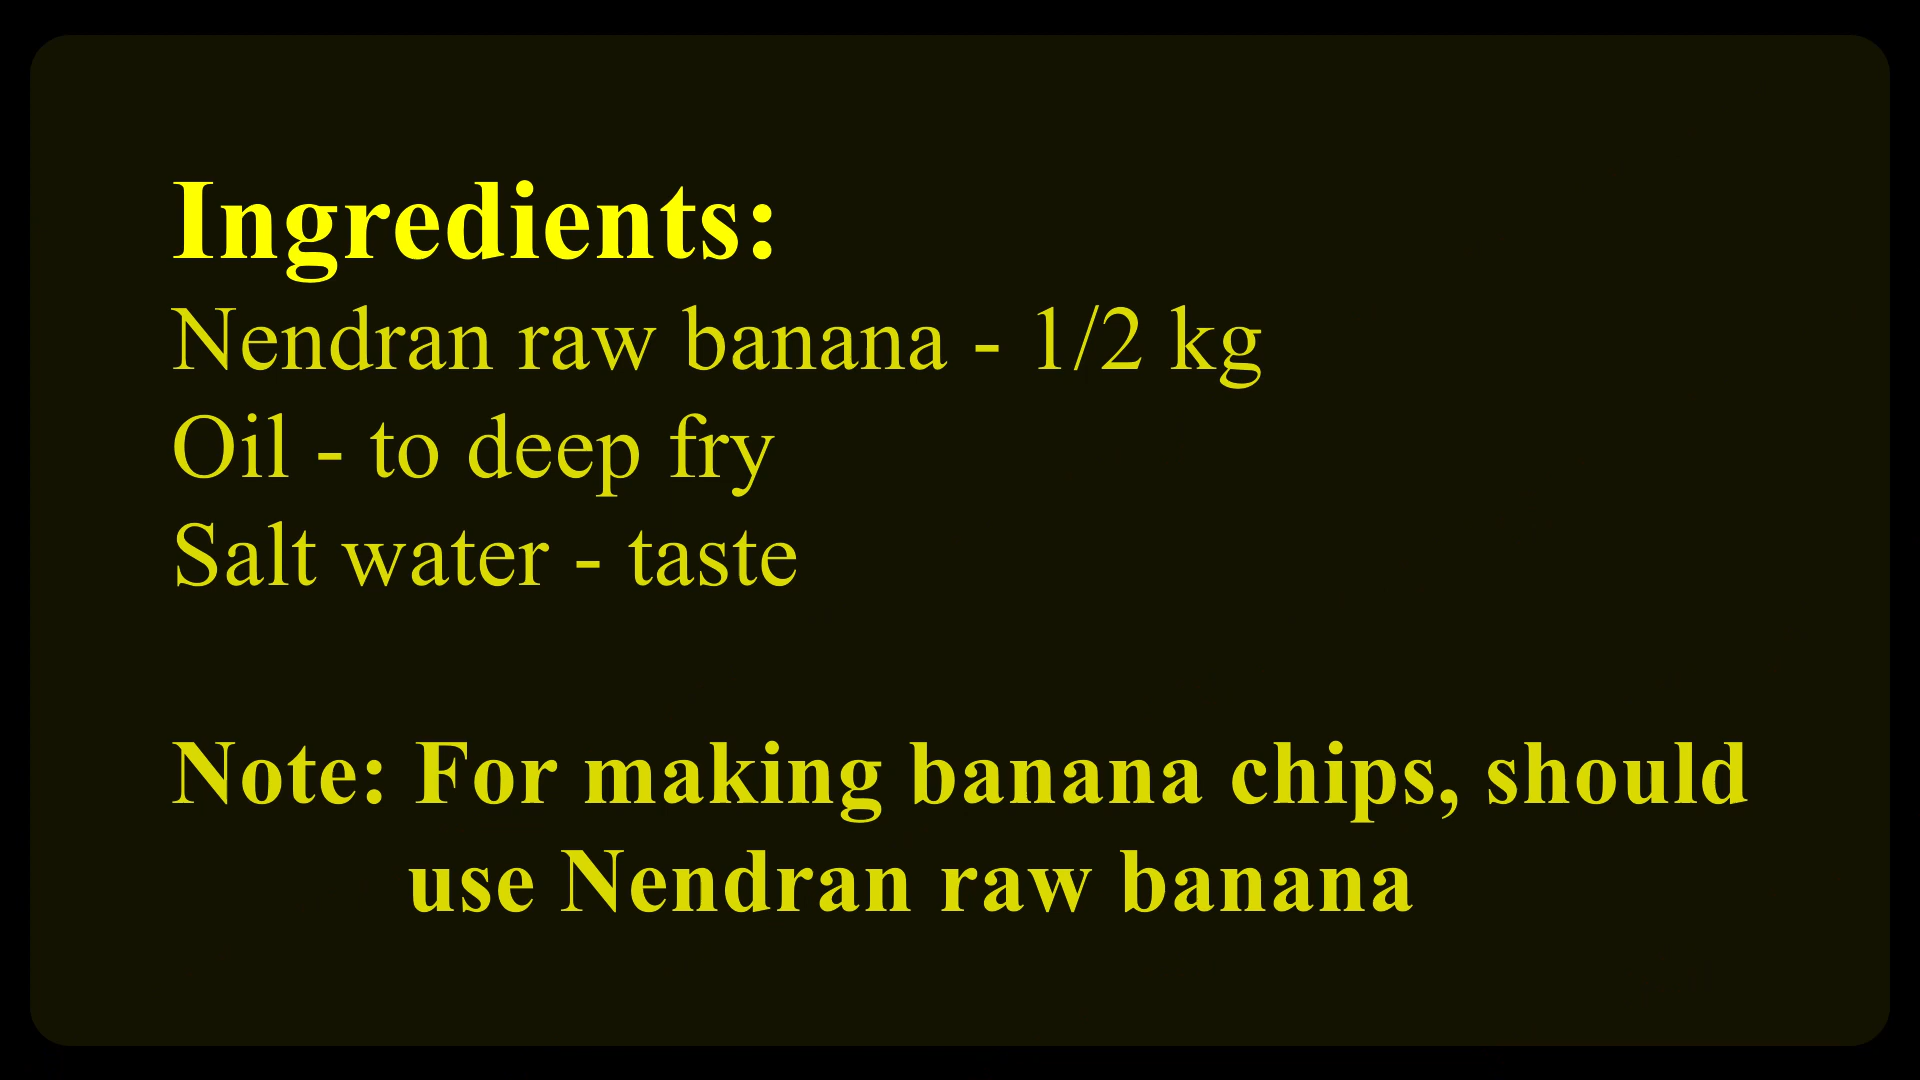 Ingredients:
Nendran raw banana - 1/2 kg
Oil - to deep fry
Salt water - taste
Note: For making banana chips, should
use Nendran raw banana